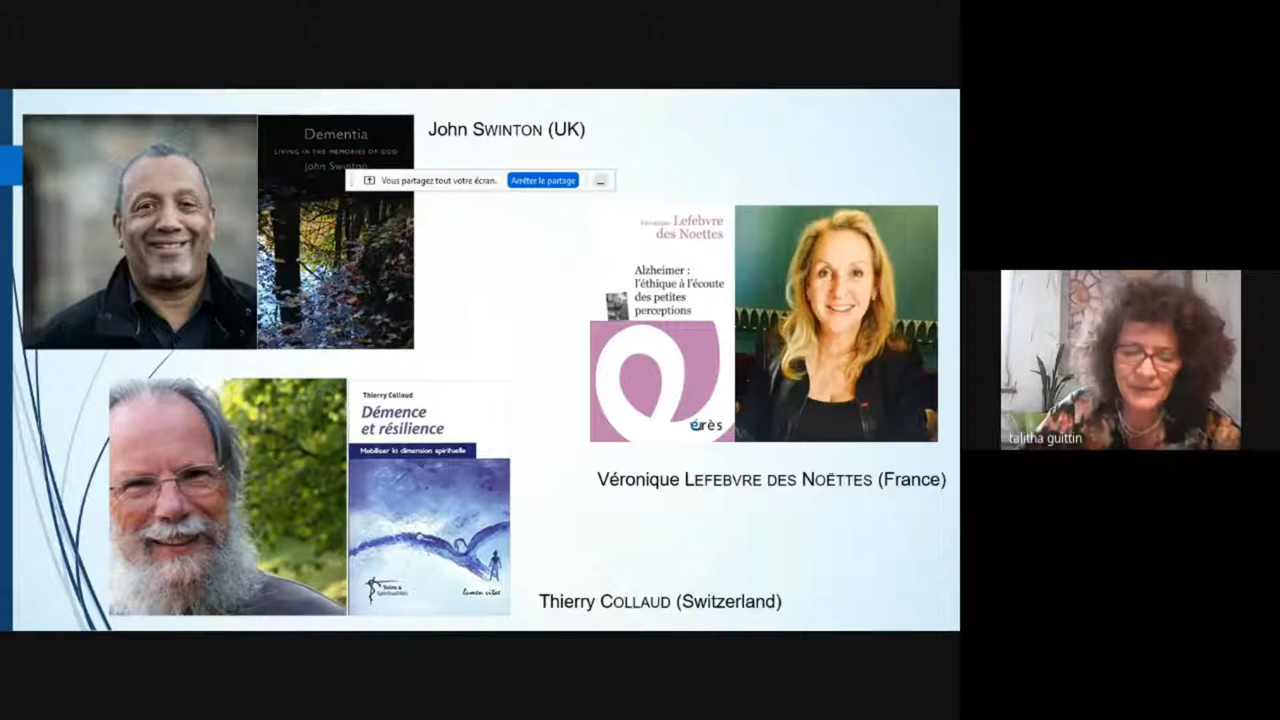 John SWINTON (UK)
Dementia
LIVING IN THE MEMORIES OF GOD
John Swinton
Vous partagez tout votre écran.
Arrêter le partage
Véronique Lefebvre
des Noettes
Alzheimer :
l'éthique à l'écoute
des petites
perceptions
érès
Véronique LEFEBVRE DES NOËTTES (France)
Thierry Collaud
Démence
et résilience
Mobiliser la dimension spirituelle
Soins &
Spiritualités
lumen vitae
Thierry COLLAUD (Switzerland)
talitha guittin